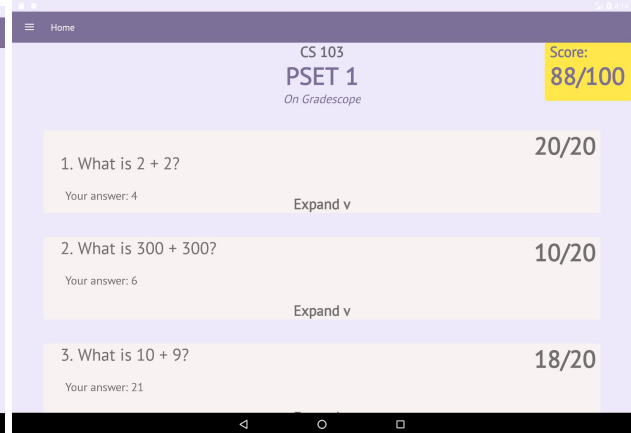 Home
CS 103
PSET 1
On Gradescope
Score:
88/100
20/20
1. What is 2 + 2?
Your answer: 4
Expand v
2. What is 300 + 300?
10/20
Your answer: 6
Expand v
3. What is 10 + 9?
18/20
Your answer: 21